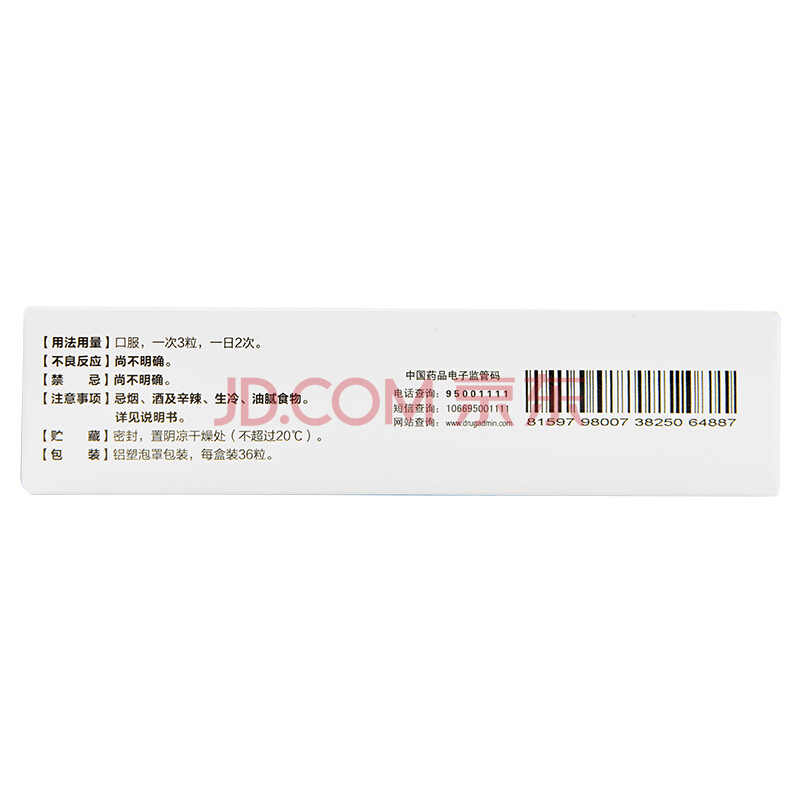 【用法用量】口服，一次3粒，一日2次。
【不良反应】尚不明确。
【禁　　忌】尚不明确。
【注意事项】忌烟、酒及辛辣、生冷、油腻食物。
详见说明书。
【贮　　藏】密封，置阴凉干燥处（不超过20℃）。
【包　　装】铝塑泡罩包装，每盒装36粒。
中国药品电子监管码
电话查询：95001111
短信查询：106695001111
网站查询：www.drugadmin.com
81597 98007 38250 64887
JD.COM 京东